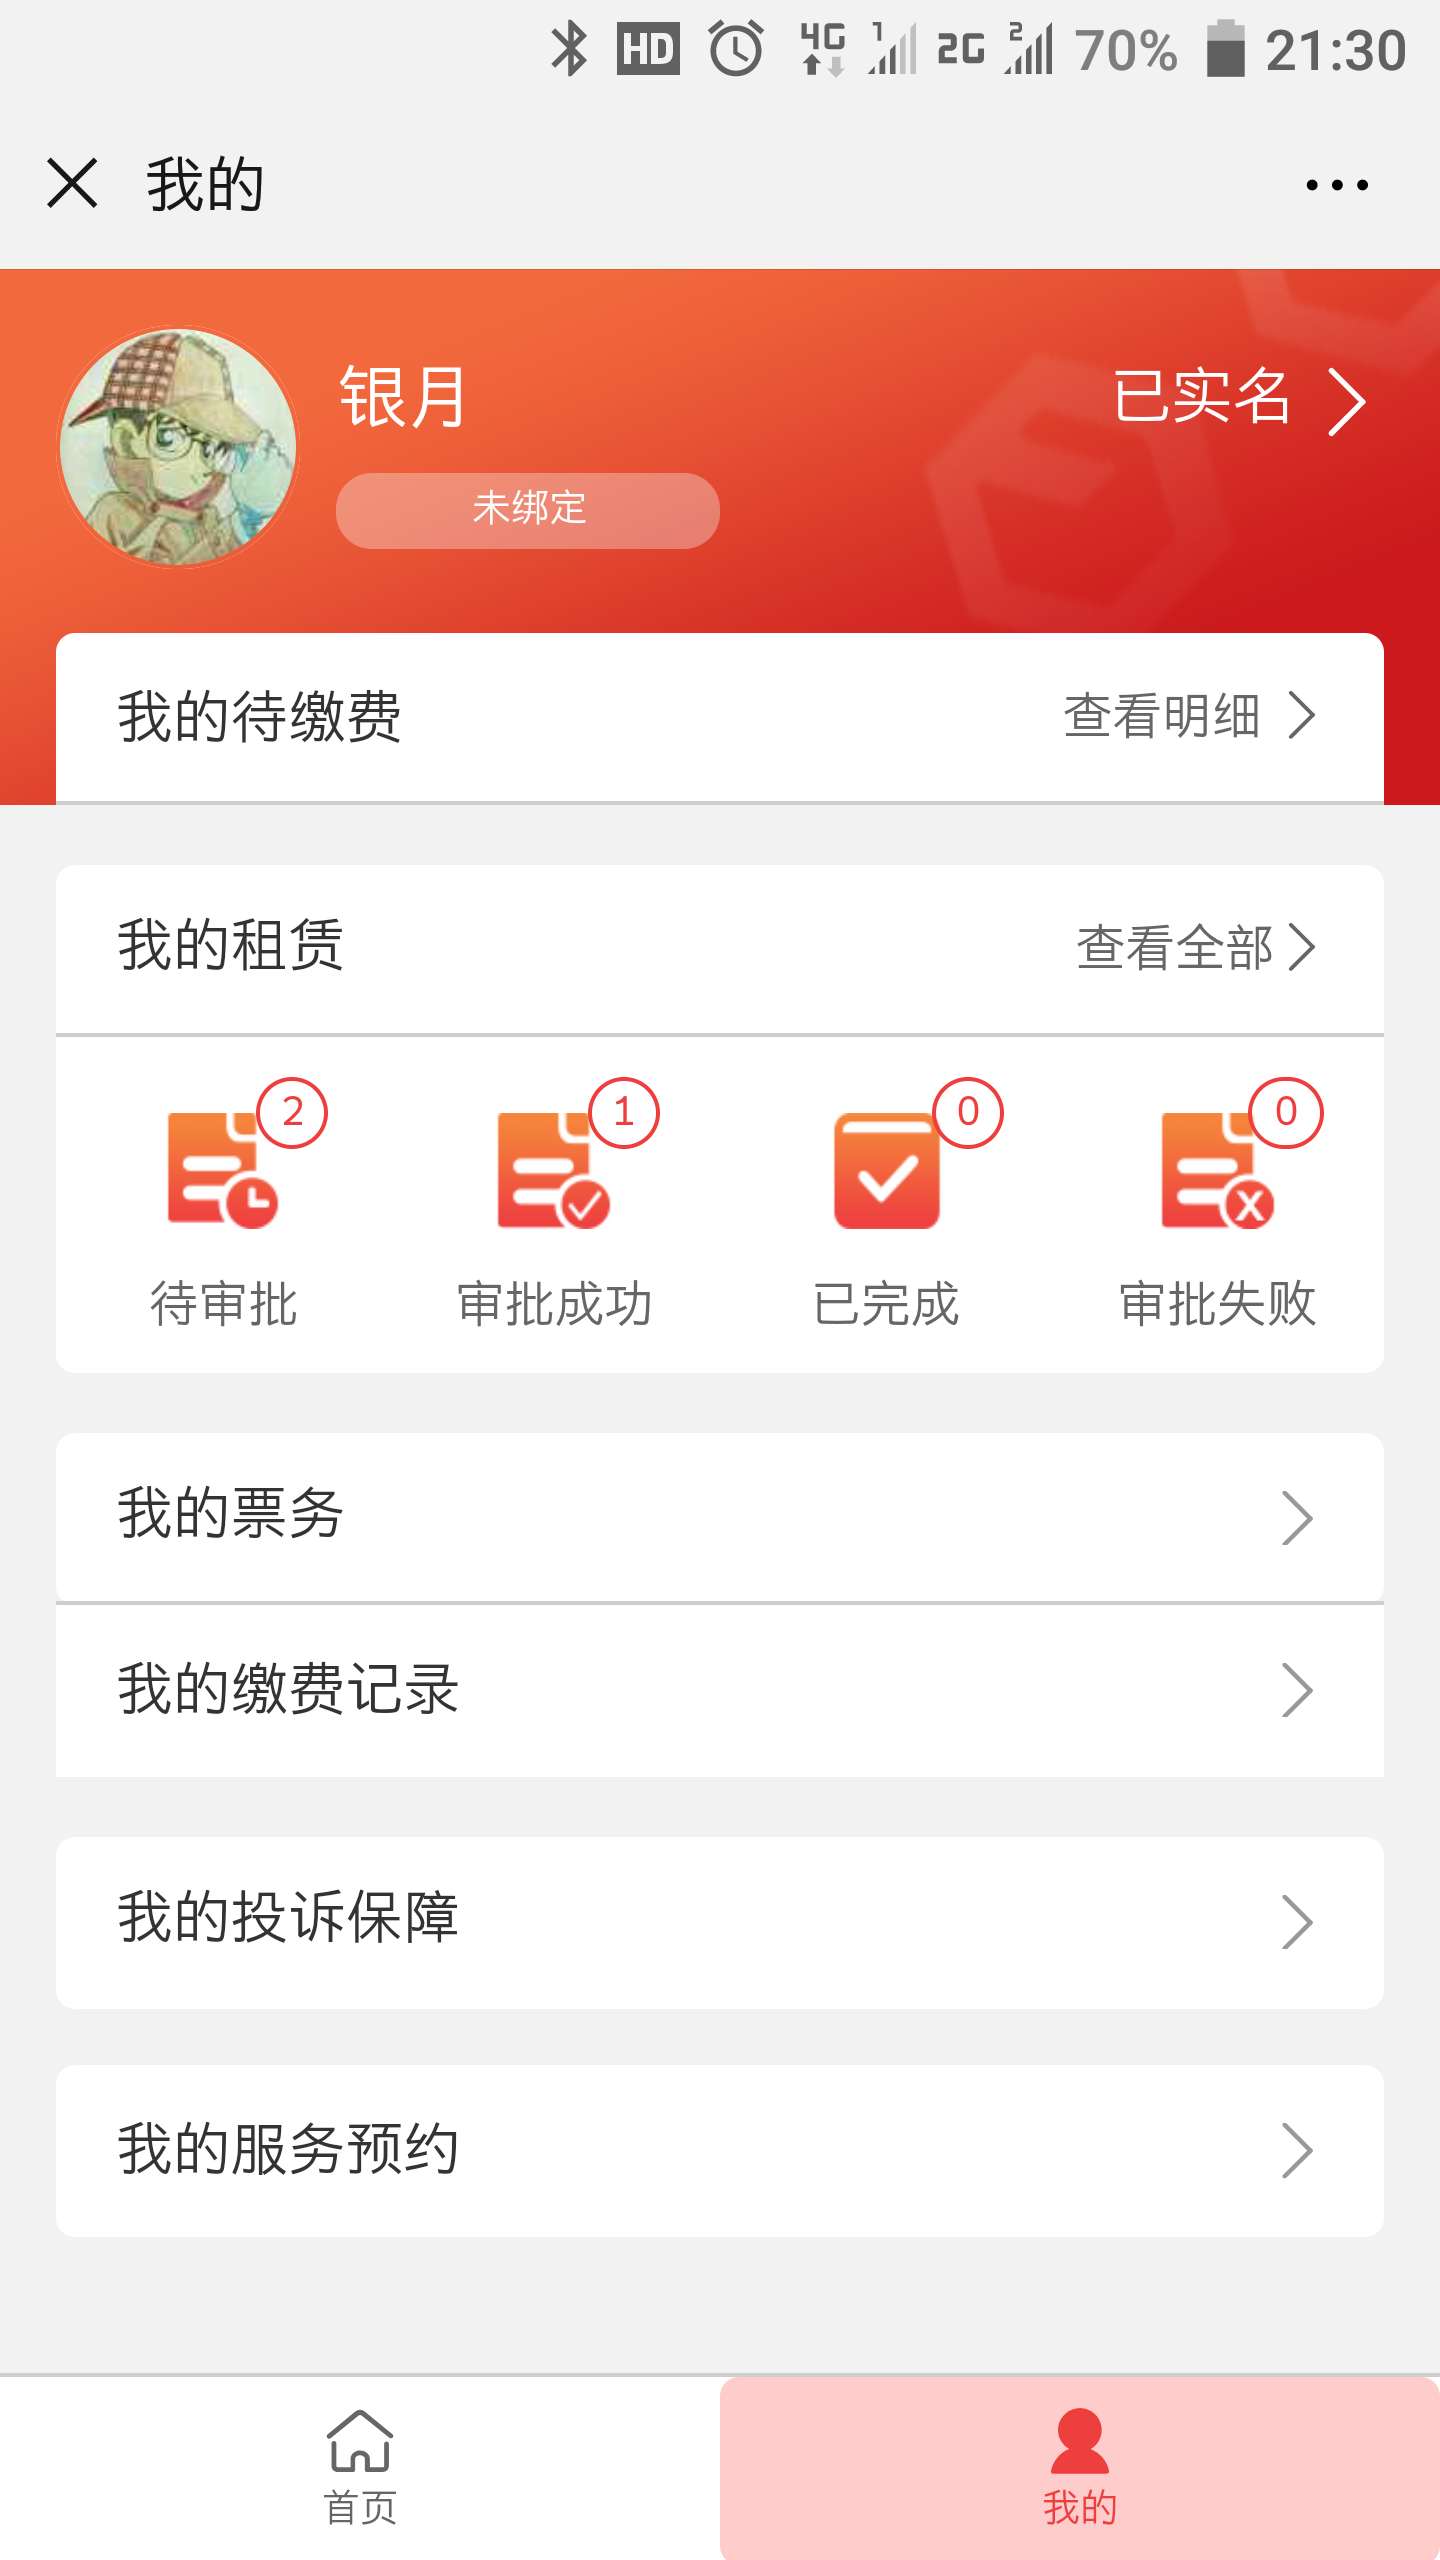 HD 4G 1 2G 2 70% 21:30
我的
银月
已实名
未绑定
我的待缴费
查看明细
我的租赁
查看全部
2 1 0 0
待审批 审批成功 已完成 审批失败
我的票务
我的缴费记录
我的投诉保障
我的服务预约
首页 我的